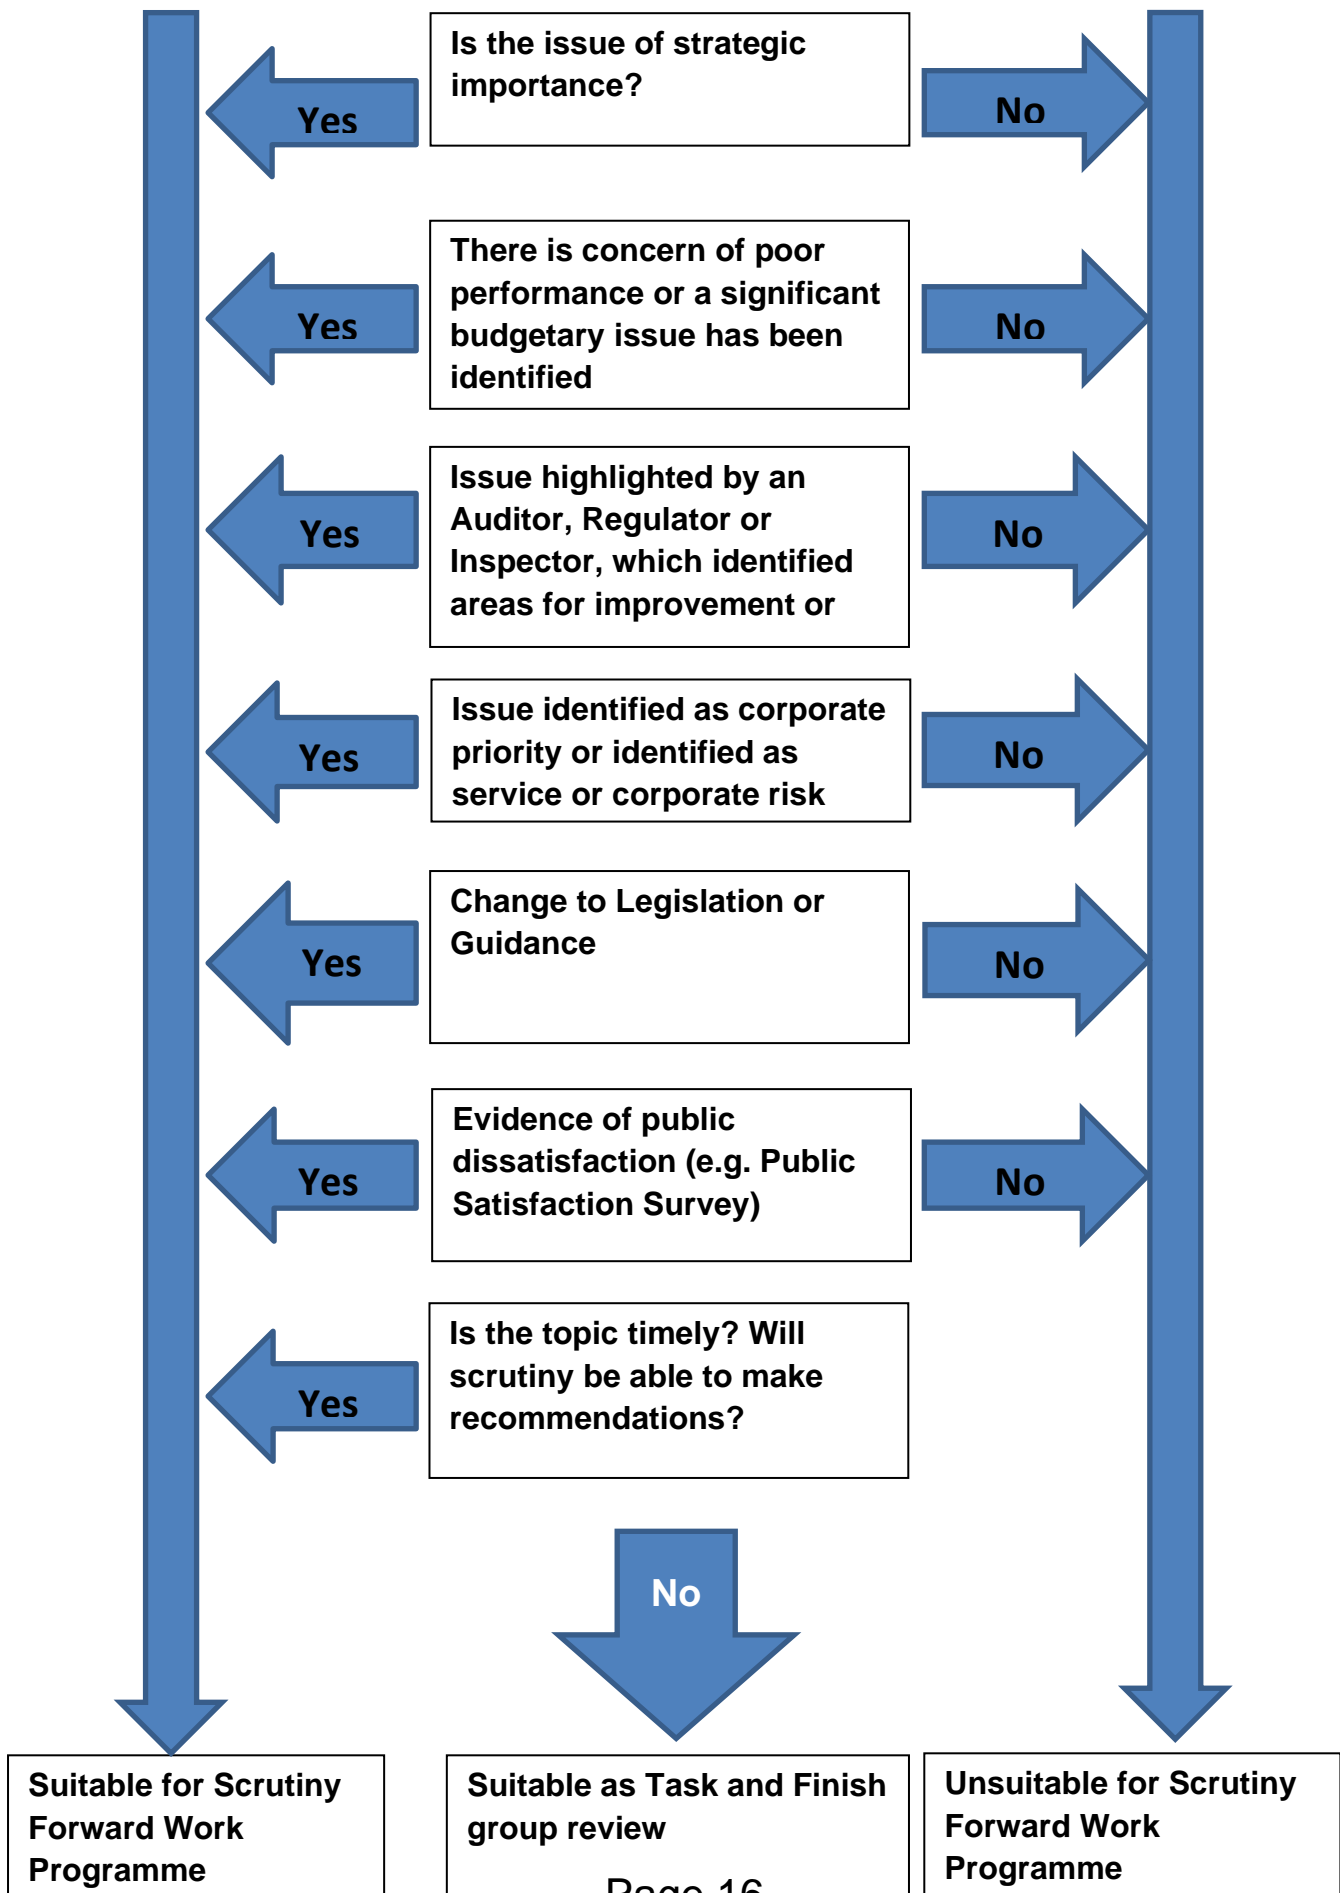 Is the issue of strategic
importance?
Yes
No
There is concern of poor
performance or a significant
budgetary issue has been
identified
Yes
No
Issue highlighted by an
Auditor, Regulator or
Inspector, which identified
areas for improvement or
Yes
No
Issue identified as corporate
priority or identified as
service or corporate risk
Yes
No
Change to Legislation or
Guidance
Yes
No
Evidence of public
dissatisfaction (e.g. Public
Satisfaction Survey)
Yes
No
Is the topic timely? Will
scrutiny be able to make
recommendations?
Yes
No
Suitable for Scrutiny
Forward Work
Programme
Suitable as Task and Finish
group review
Unsuitable for Scrutiny
Forward Work
Programme
Page 16